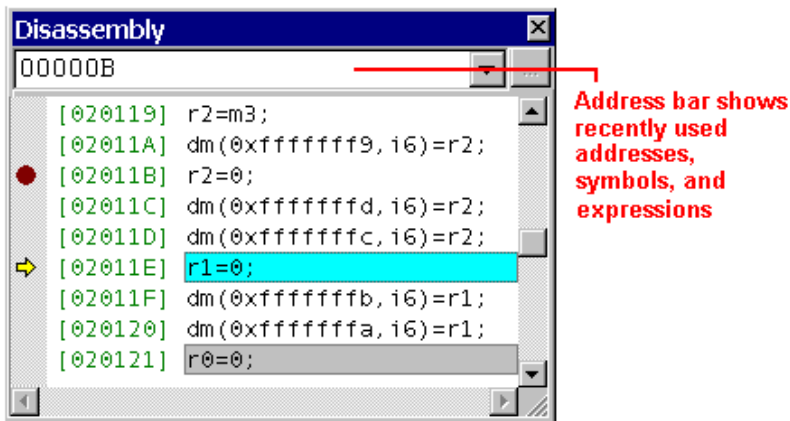 Disassembly
00000B
...
[020119] r2=m3;
[02011A] dm(0xfffffff9,i6)=r2;
[02011B] r2=0;
[02011C] dm(0xfffffffd,i6)=r2;
[02011D] dm(0xfffffffc,i6)=r2;
[02011E] r1=0;
[02011F] dm(0xfffffffb,i6)=r1;
[020120] dm(0xfffffffa,i6)=r1;
[020121] r0=0;
Address bar shows
recently used
addresses,
symbols, and
expressions